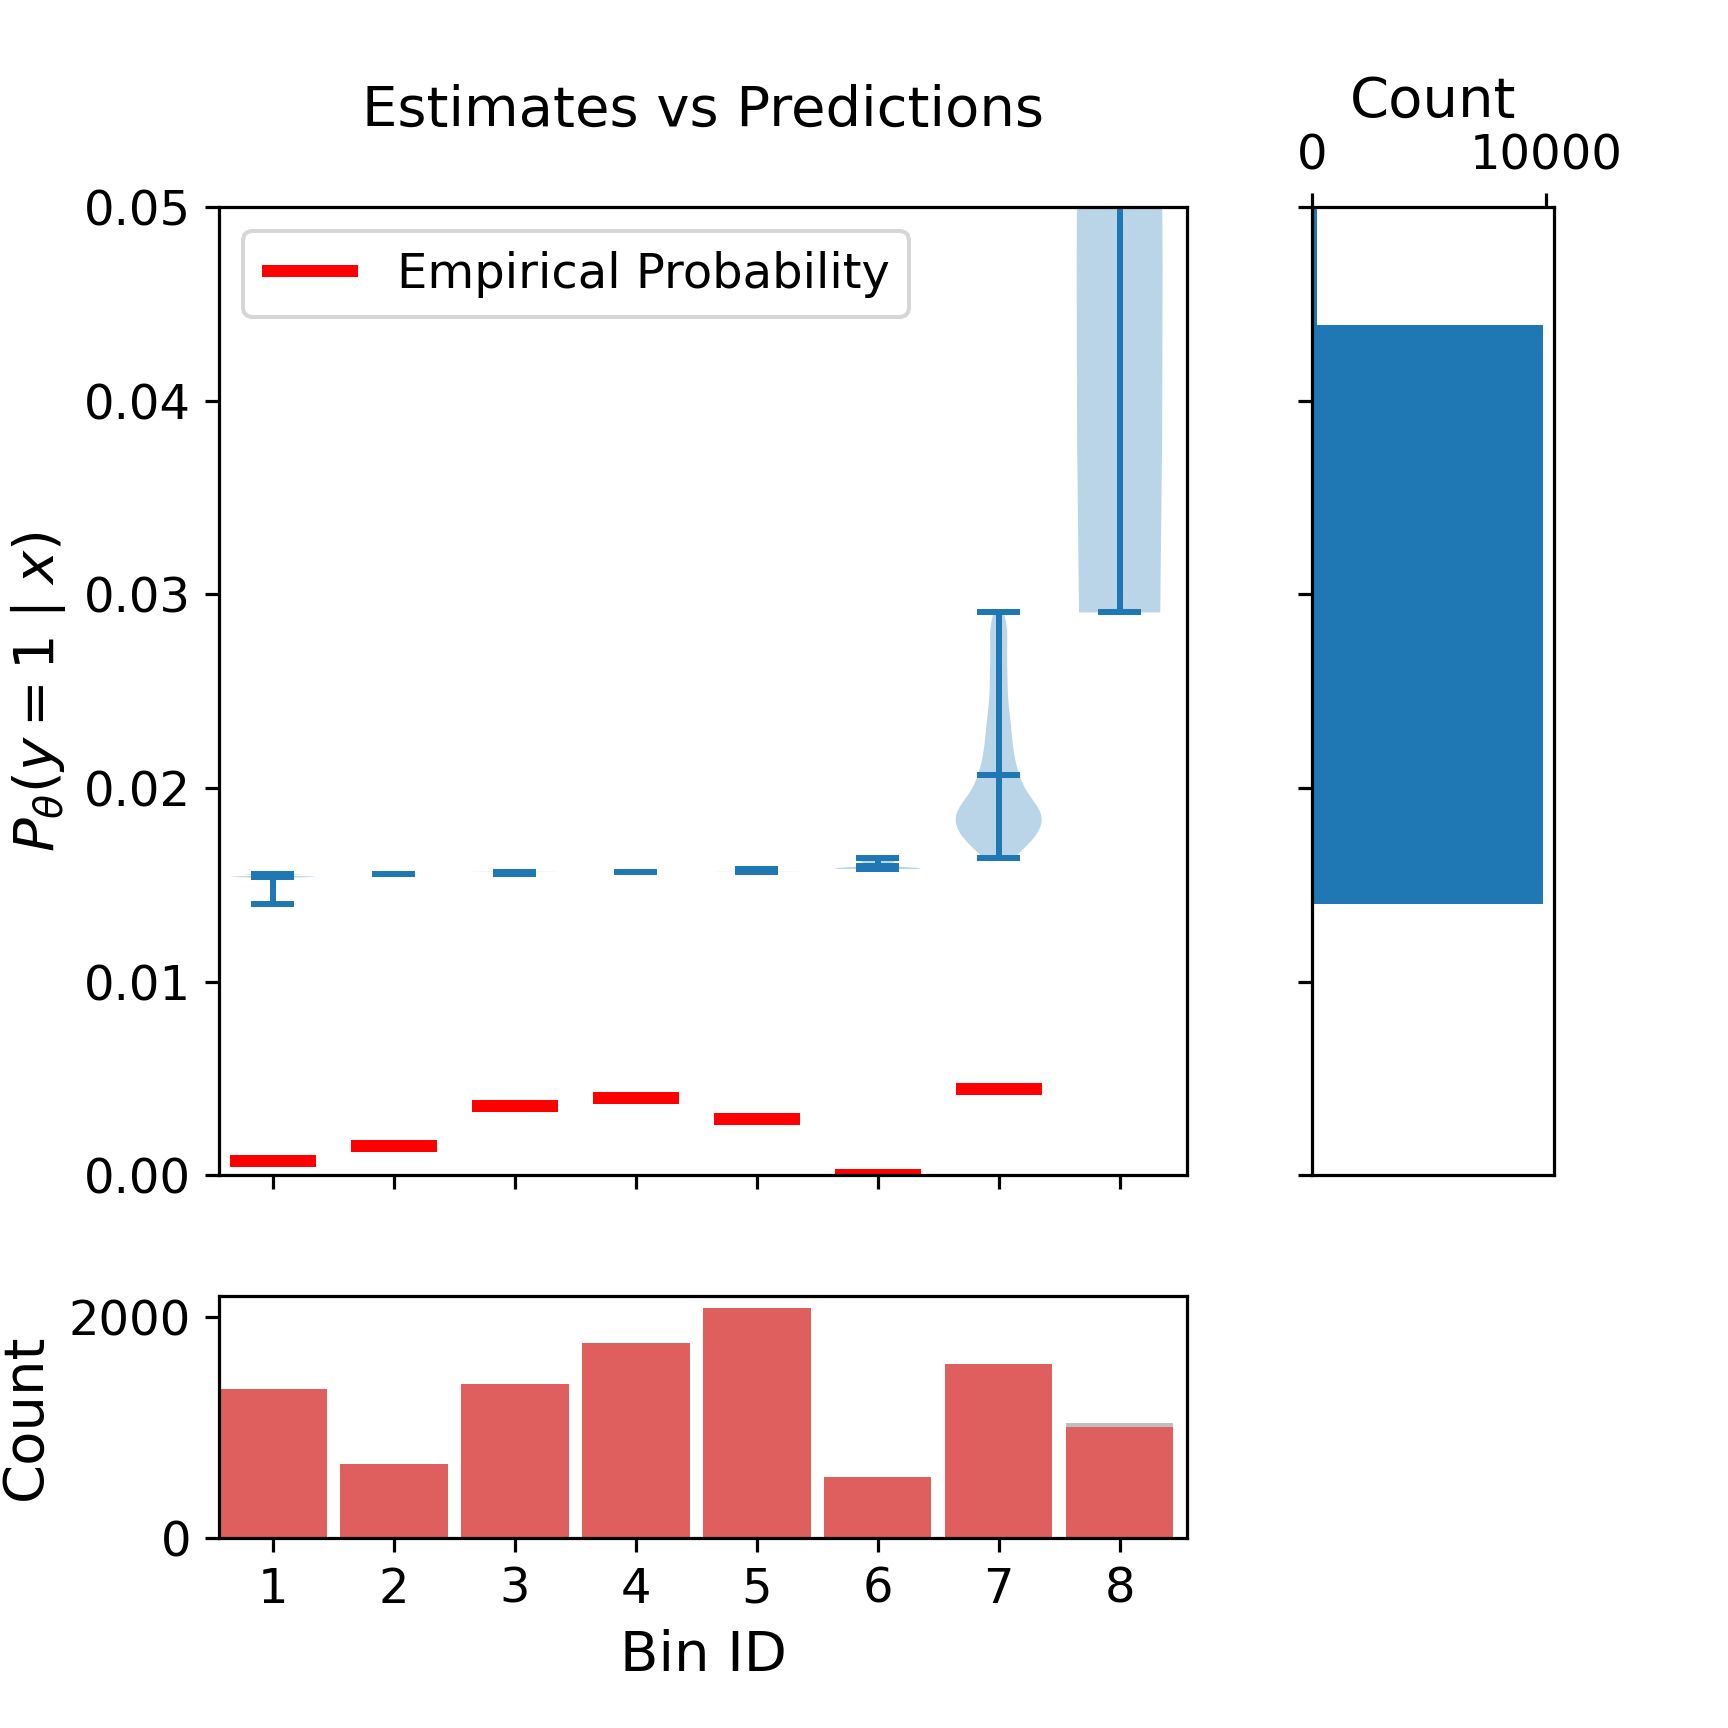 Estimates vs Predictions
Count
0 10000
0.05
Empirical Probability
0.04
0.03
0.02
0.01
0.00
P_θ(y = 1 | x)
2000
0
Count
1 2 3 4 5 6 7 8
Bin ID